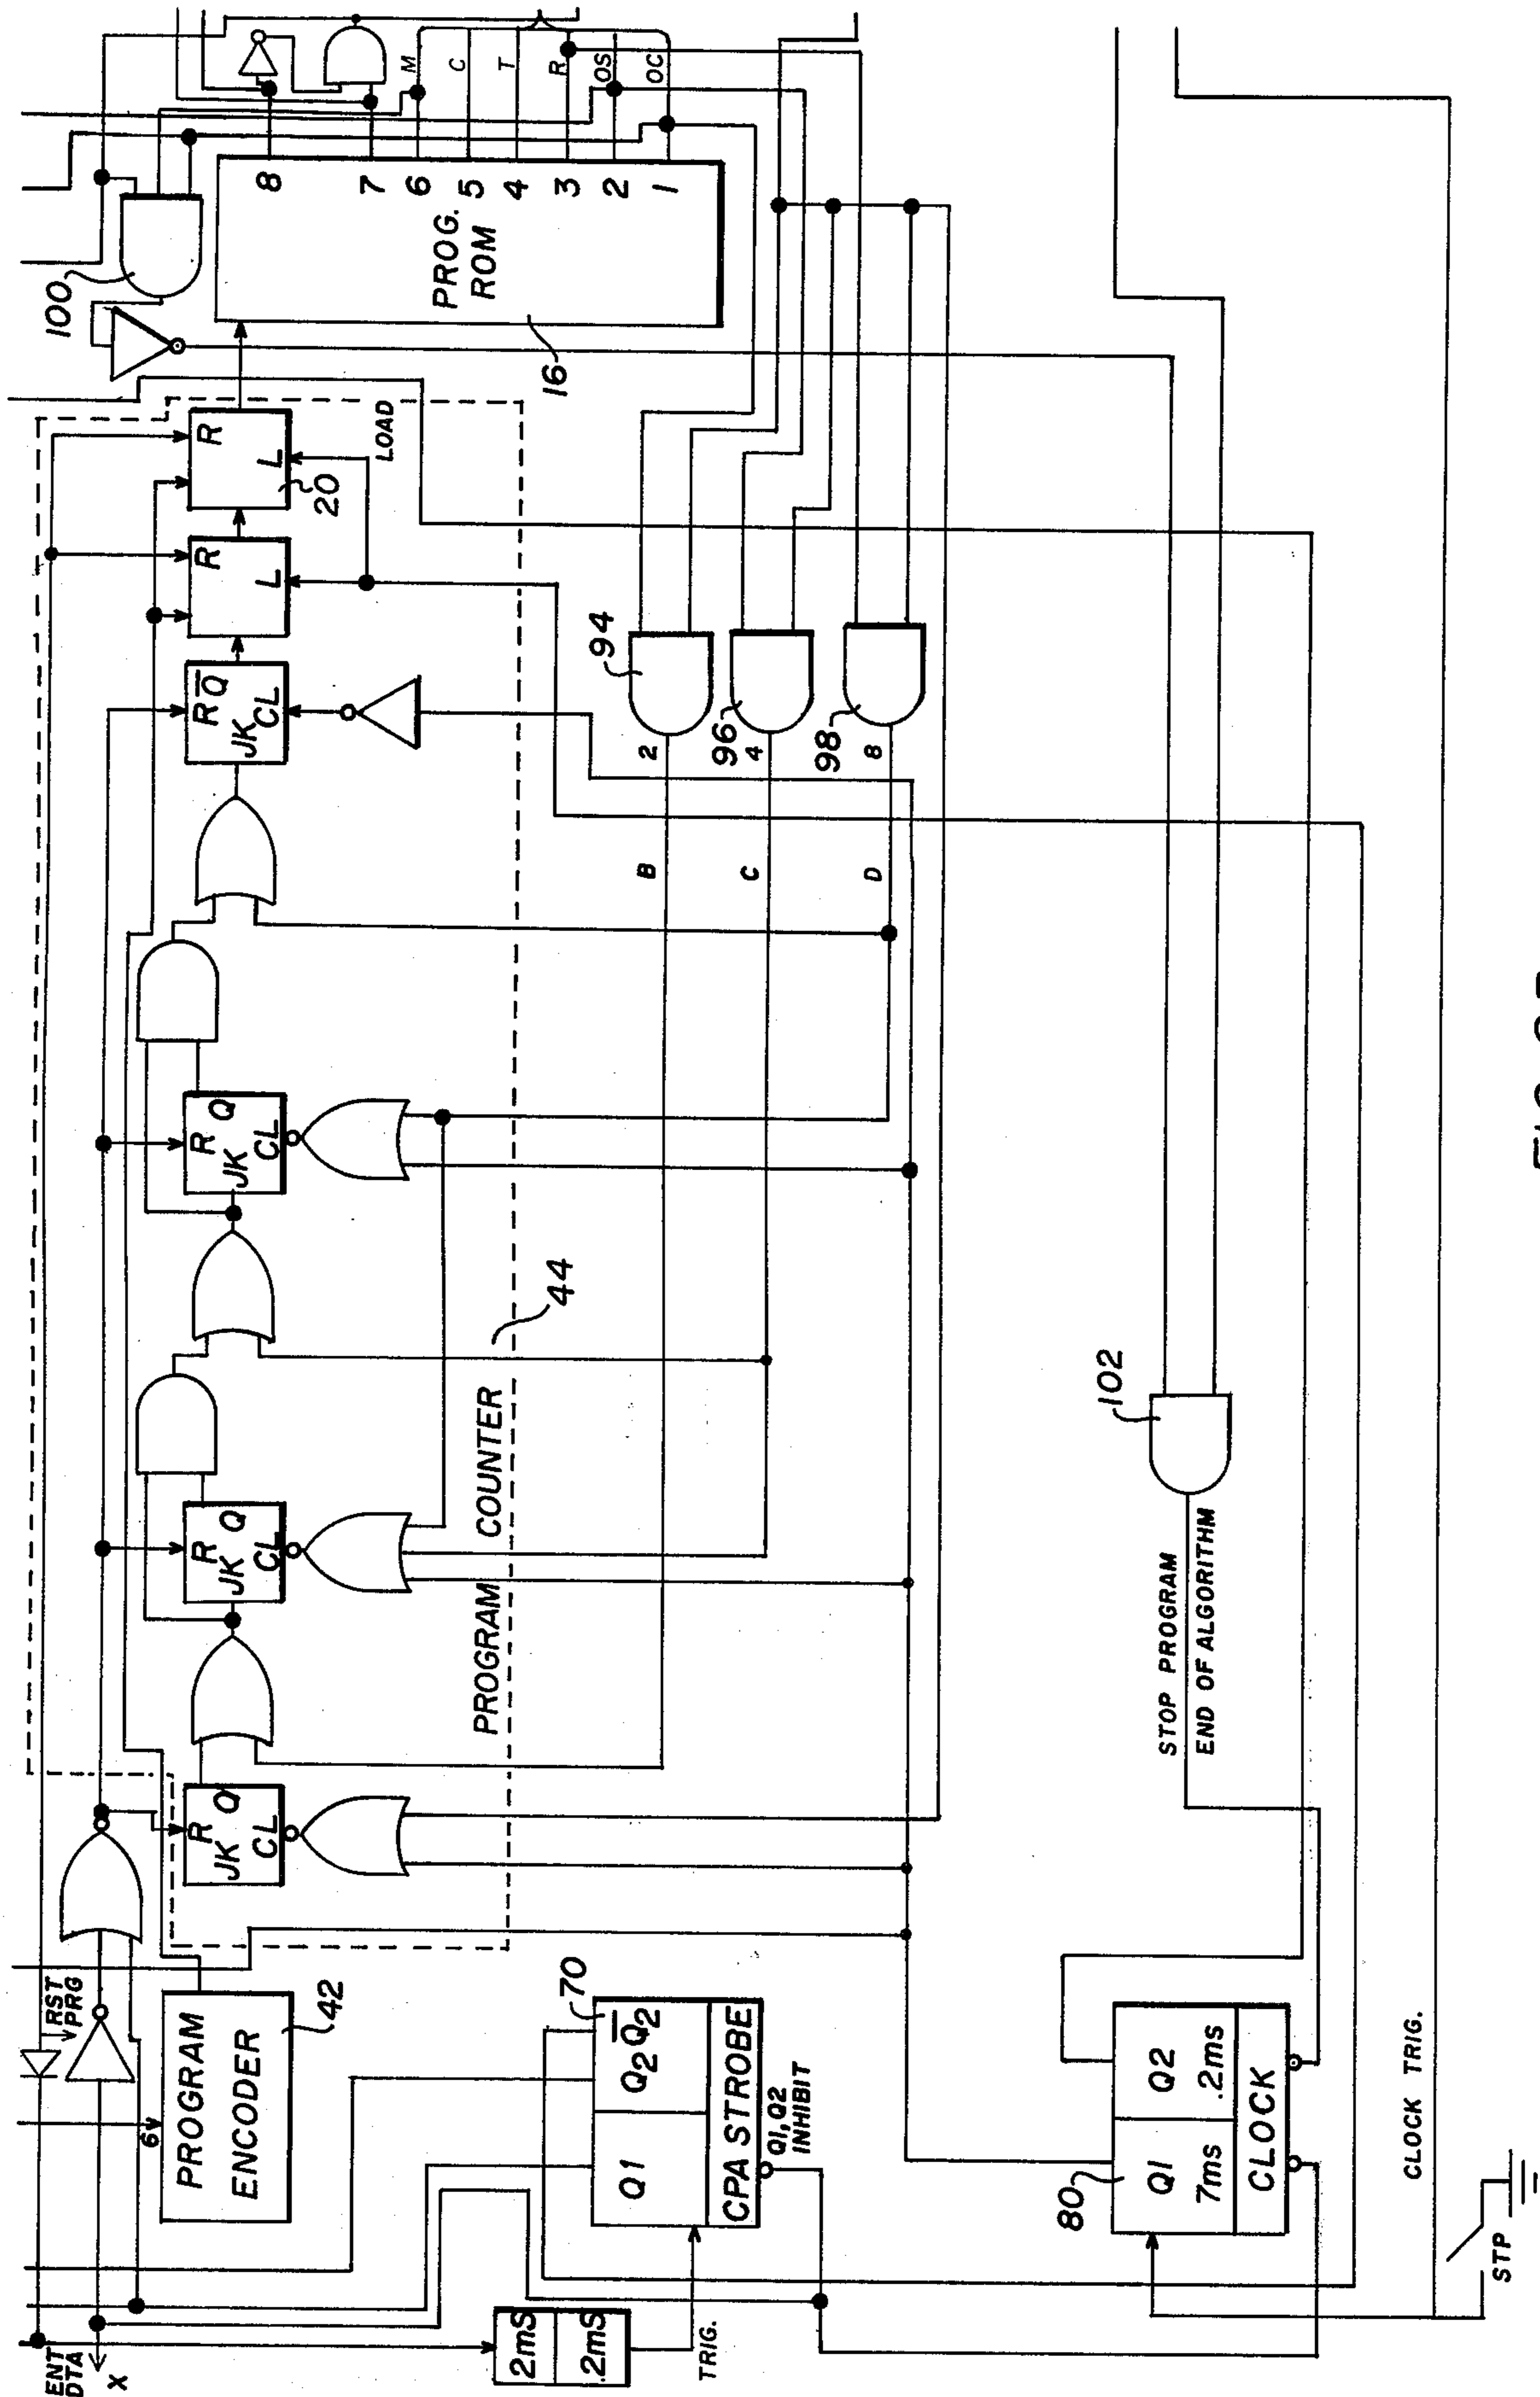 ENT
DTA
X
RST
PRG
6v
PROGRAM
ENCODER
42
2mS
.2mS
TRIG.
70
Q1
Q2
Q̅2
CPA STROBE
Q1, Q2
INHIBIT
80
Q1
7ms
Q2
.2ms
CLOCK
CLOCK TRIG.
STP
R
Q
JK
CL
PROGRAM COUNTER
44
R
Q
JK
CL
R
Q
JK
CL
R
Q̅
JK
CL
R
L
R
L
20
LOAD
B
C
D
2
4
8
94
96
98
STOP PROGRAM
END OF ALGORITHM
102
100
16
PROG.
ROM
8
7
6
5
4
3
2
1
M
C
T
R
OS
OC